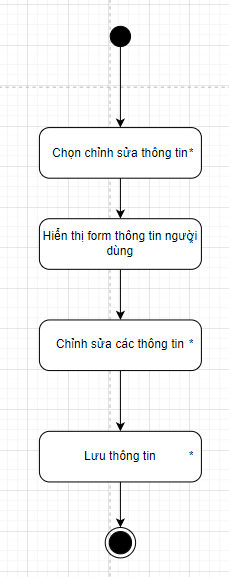 Chọn chỉnh sửa thông tin*
Hiển thị form thông tin người
dùng *
Chỉnh sửa các thông tin *
Lưu thông tin *